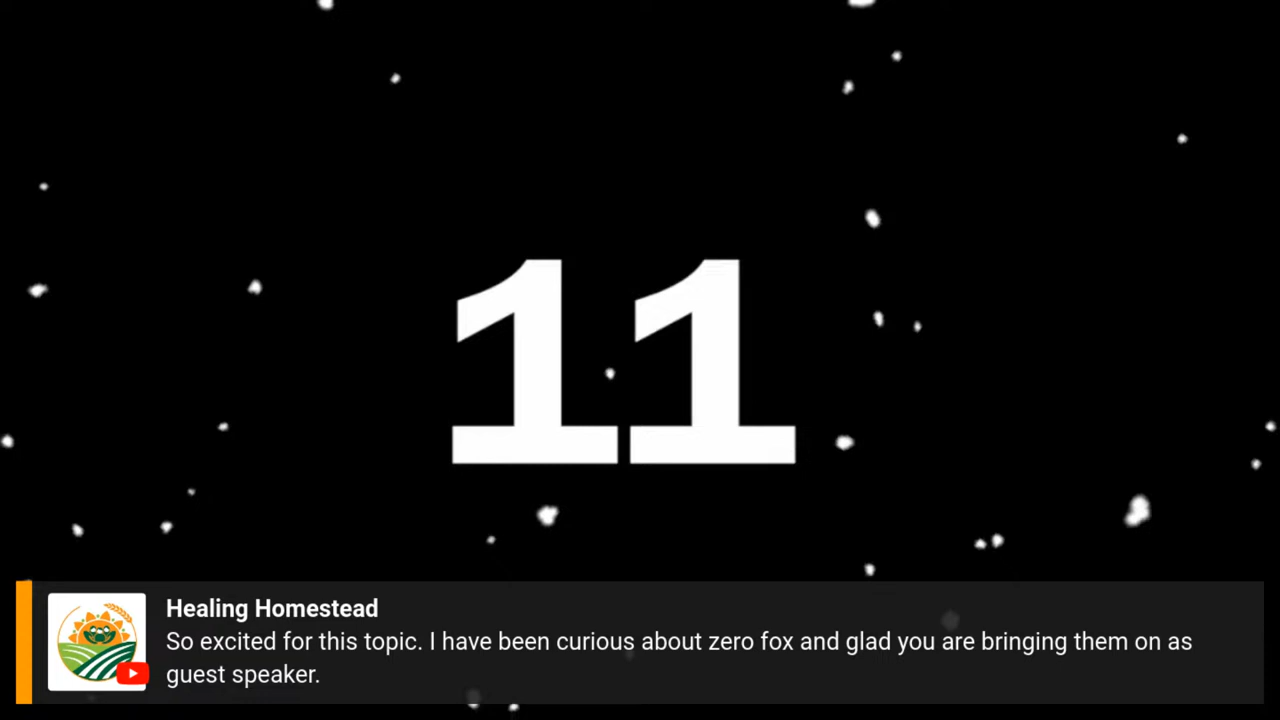 11
Healing Homestead
So excited for this topic. I have been curious about zero fox and glad you are bringing them on as
guest speaker.